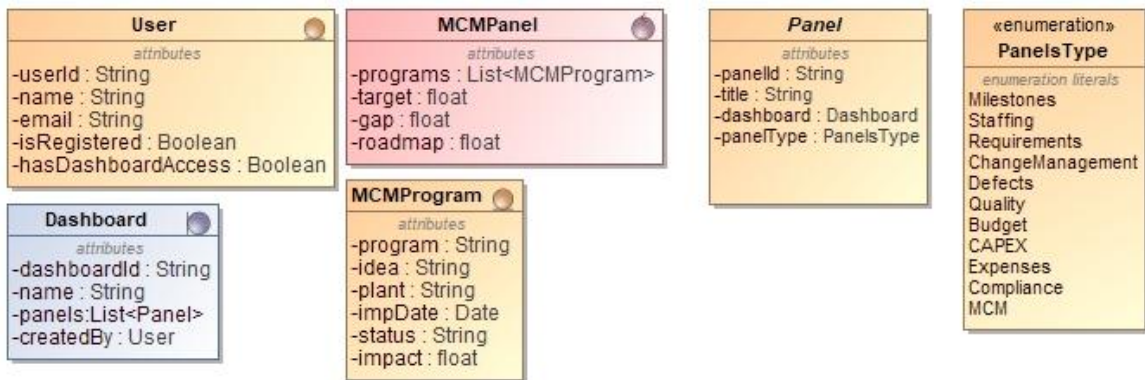 User
attributes
-userId : String
-name : String
-email : String
-isRegistered : Boolean
-hasDashboardAccess : Boolean
MCMPanel
attributes
-programs : List<MCMProgram>
-target : float
-gap : float
-roadmap : float
Panel
attributes
-panelId : String
-title : String
-dashboard : Dashboard
-panelType : PanelsType
«enumeration»
PanelsType
enumeration literals
Milestones
Staffing
Requirements
ChangeManagement
Defects
Quality
Budget
CAPEX
Expenses
Compliance
MCM
Dashboard
attributes
-dashboardId : String
-name : String
-panels:List<Panel>
-createdBy : User
MCMProgram
attributes
-program : String
-idea : String
-plant : String
-impDate : Date
-status : String
-impact : float